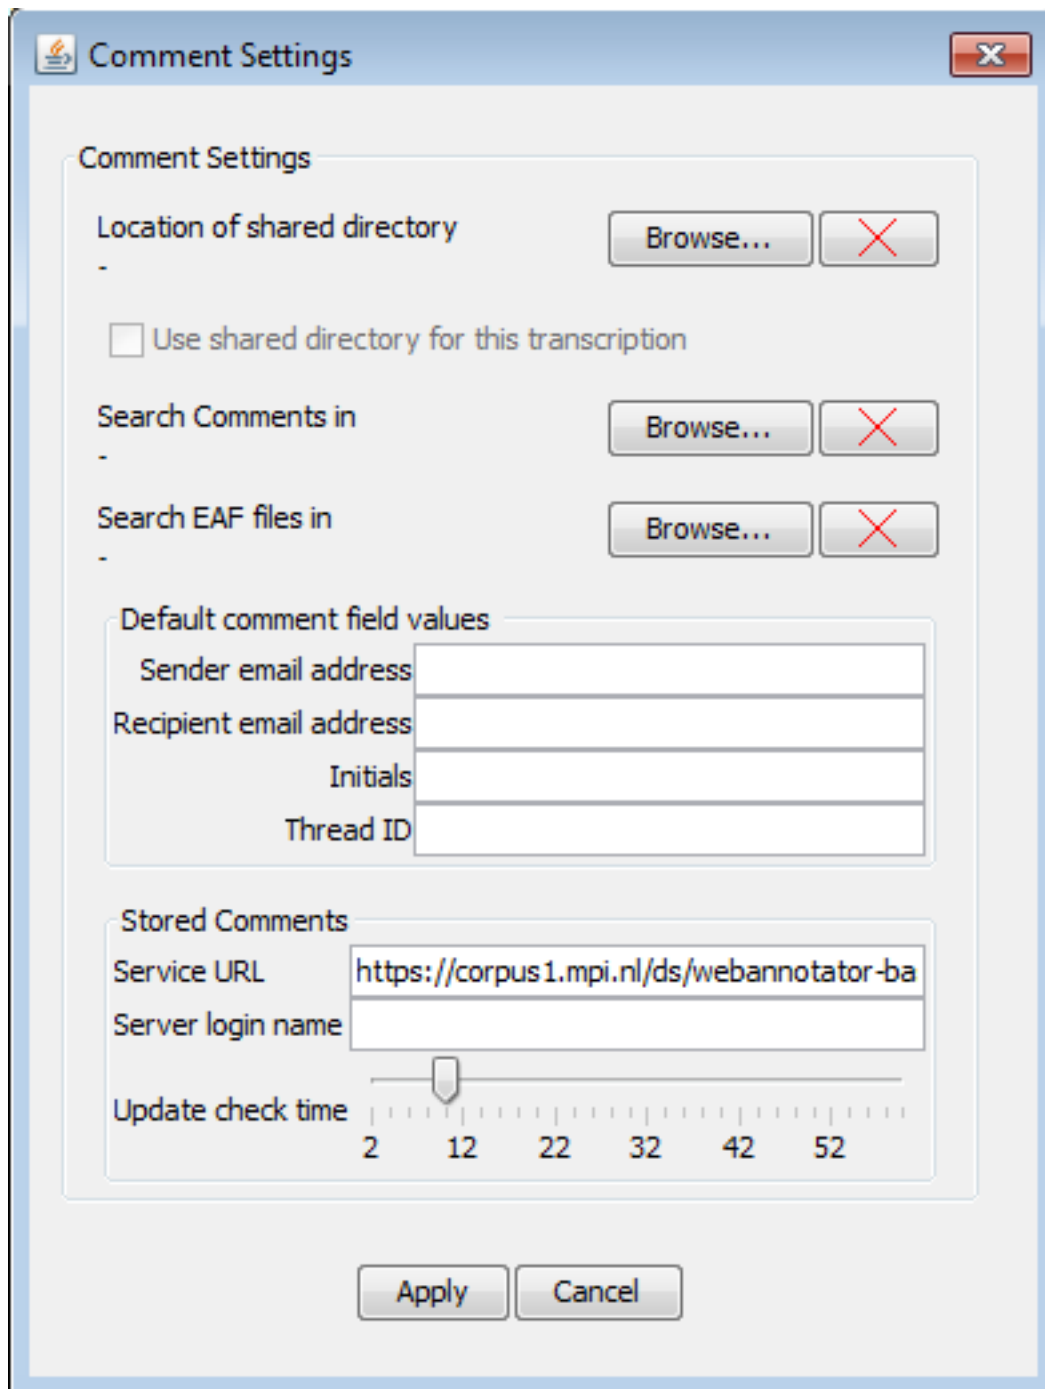 Comment Settings
Comment Settings
Location of shared directory
Browse...
-
Use shared directory for this transcription
Search Comments in
Browse...
-
Search EAF files in
Browse...
-
Default comment field values
Sender email address
Recipient email address
Initials
Thread ID
Stored Comments
Service URL https://corpus1.mpi.nl/ds/webannotator-ba
Server login name
Update check time
2 12 22 32 42 52
Apply Cancel